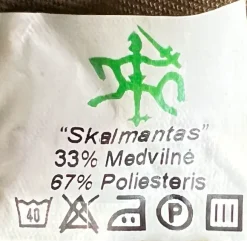 "Skalmantas"
33% Medvilnė
67% Poliesteris
40 P